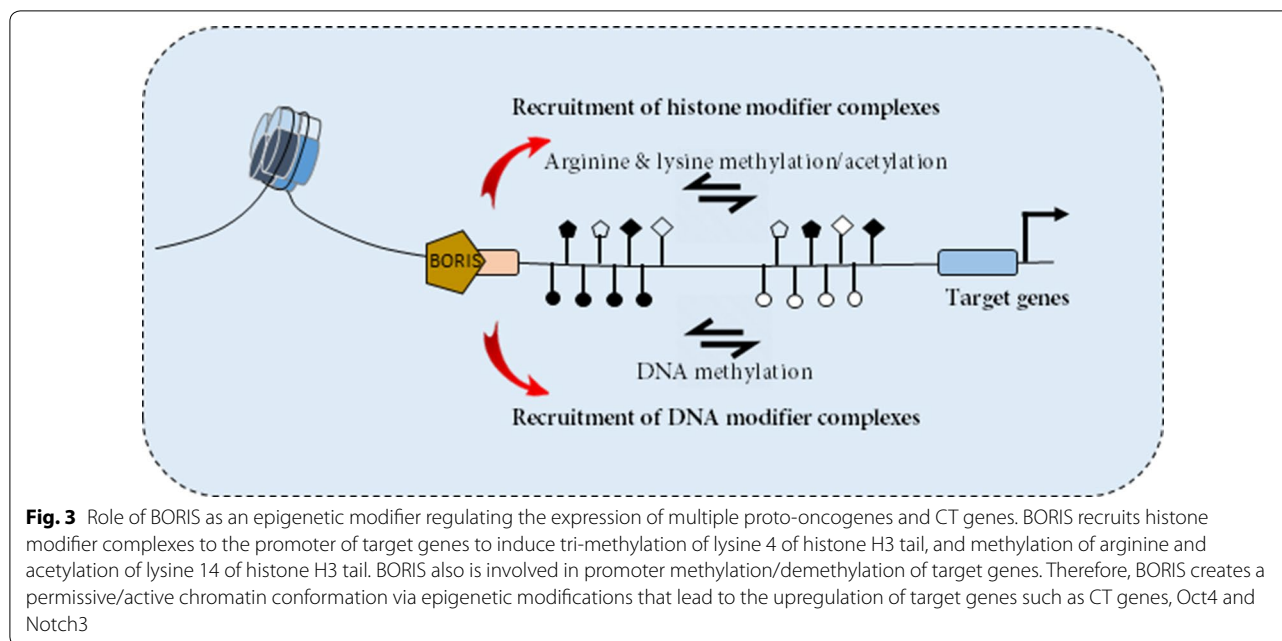 Recruitment of histone modifier complexes
Arginine & lysine methylation/acetylation
BORIS
Target genes
DNA methylation
Recruitment of DNA modifier complexes
Fig. 3 Role of BORIS as an epigenetic modifier regulating the expression of multiple proto-oncogenes and CT genes. BORIS recruits histone
modifier complexes to the promoter of target genes to induce tri-methylation of lysine 4 of histone H3 tail, and methylation of arginine and
acetylation of lysine 14 of histone H3 tail. BORIS also is involved in promoter methylation/demethylation of target genes. Therefore, BORIS creates a
permissive/active chromatin conformation via epigenetic modifications that lead to the upregulation of target genes such as CT genes, Oct4 and
Notch3